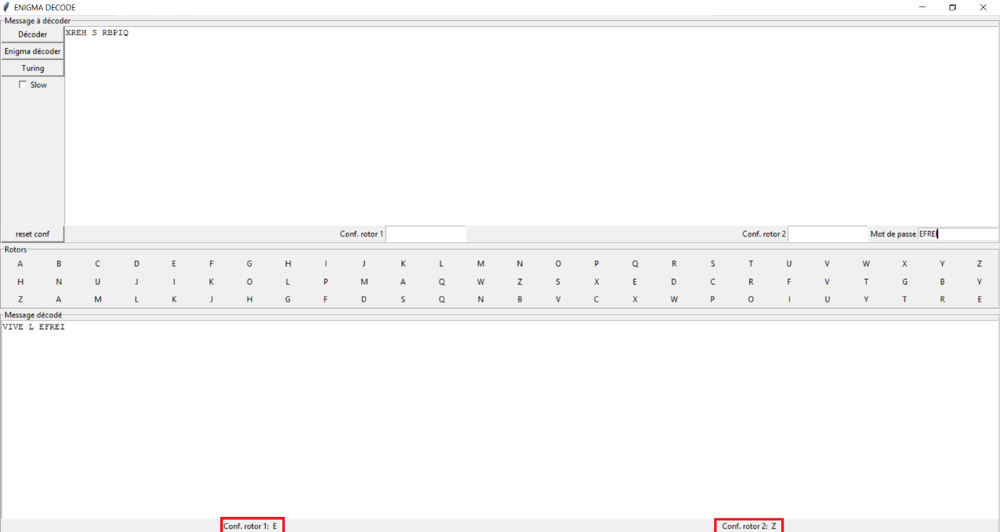 ENIGMA DECODE
Message à décoder
Décoder
XREH S RBPIQ
Enigma décoder
Turing
Slow
reset conf
Conf. rotor 1
Conf. rotor 2
Mot de passe EFREI
Rotors
A B C D E F G H I J K L M N O P Q R S T U V W X Y Z
H N U J I K O L P M A Q W Z S X E D C R F V T G B Y
Z A M L K J H G F D S Q N B V C X W P O I U Y T R E
Message décodé
VIVE L EFREI
Conf. rotor 1: E
Conf. rotor 2: Z